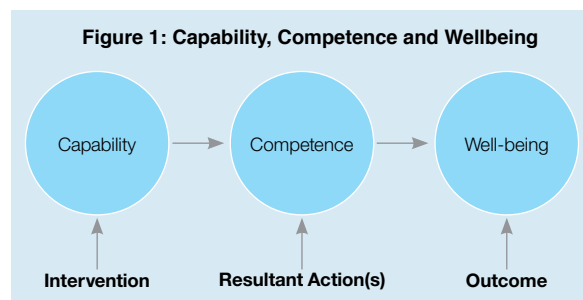 Figure 1: Capability, Competence and Wellbeing
Capability
Competence
Well-being
Intervention
Resultant Action(s)
Outcome